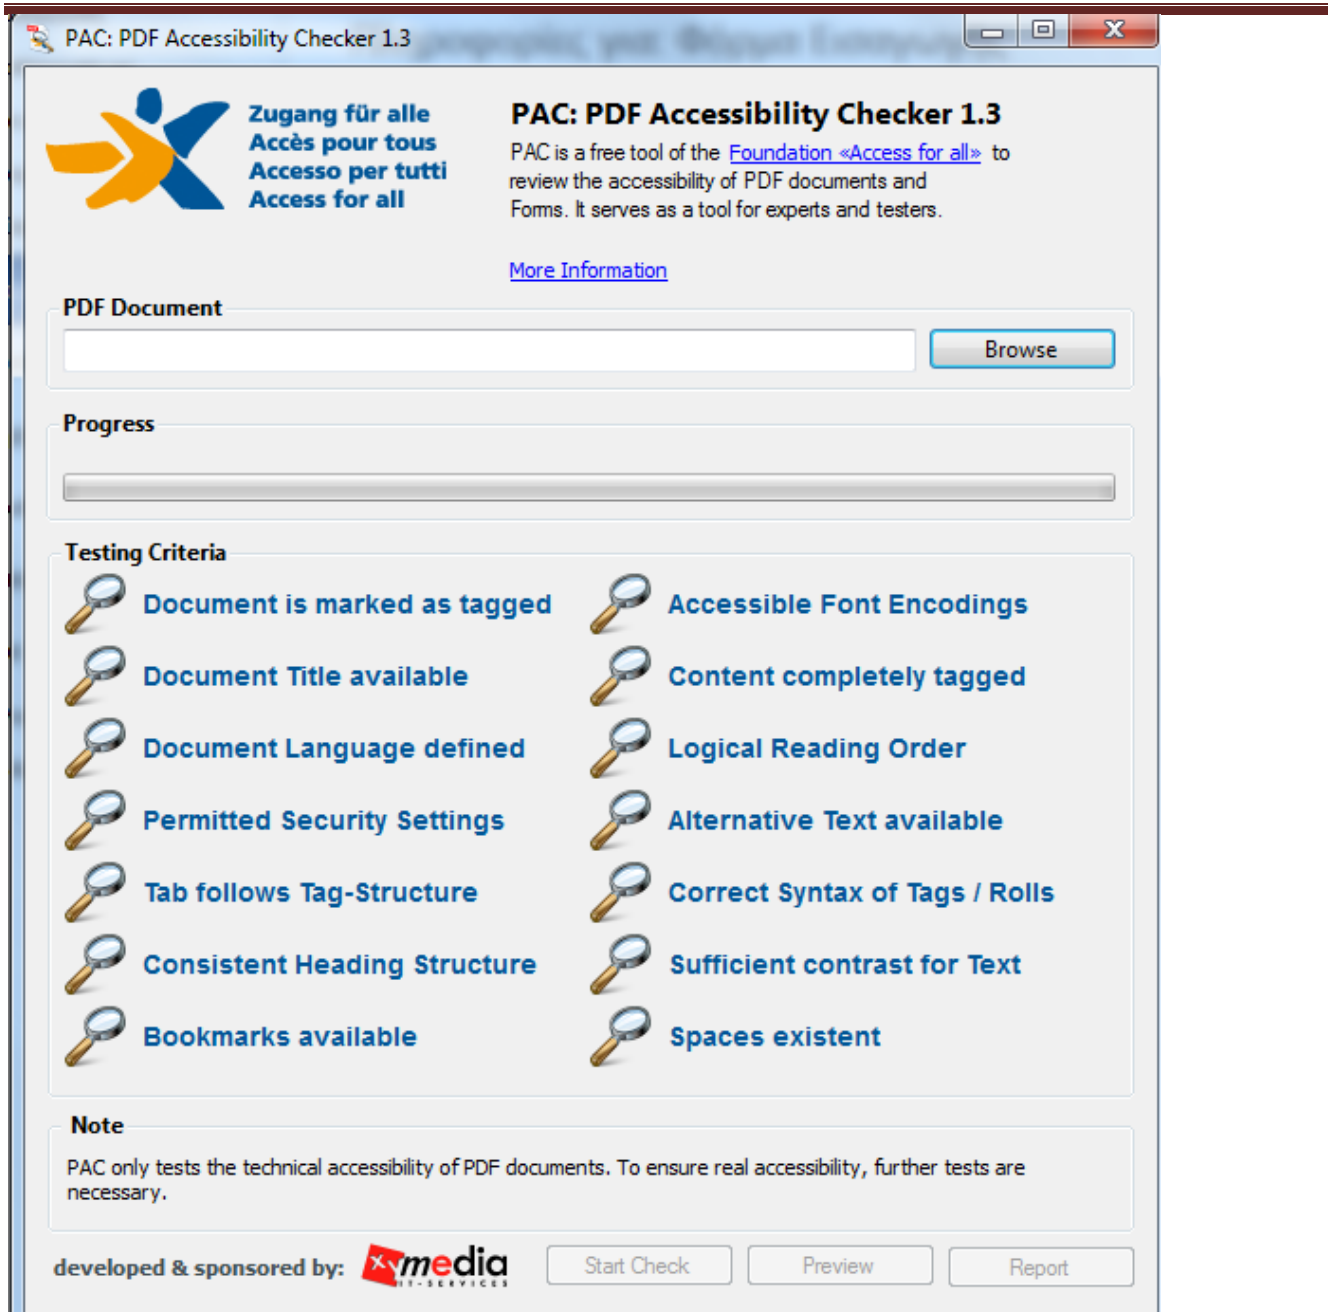 PAC: PDF Accessibility Checker 1.3
Zugang für alle
Accès pour tous
Accesso per tutti
Access for all
PAC: PDF Accessibility Checker 1.3
PAC is a free tool of the Foundation «Access for all» to
review the accessibility of PDF documents and
Forms. It serves as a tool for experts and testers.
More Information
PDF Document
Browse
Progress
Testing Criteria
Document is marked as tagged
Document Title available
Document Language defined
Permitted Security Settings
Tab follows Tag-Structure
Consistent Heading Structure
Bookmarks available
Accessible Font Encodings
Content completely tagged
Logical Reading Order
Alternative Text available
Correct Syntax of Tags / Rolls
Sufficient contrast for Text
Spaces existent
Note
PAC only tests the technical accessibility of PDF documents. To ensure real accessibility, further tests are
necessary.
developed & sponsored by:
xymedia
IT-SERVICES
Start Check
Preview
Report